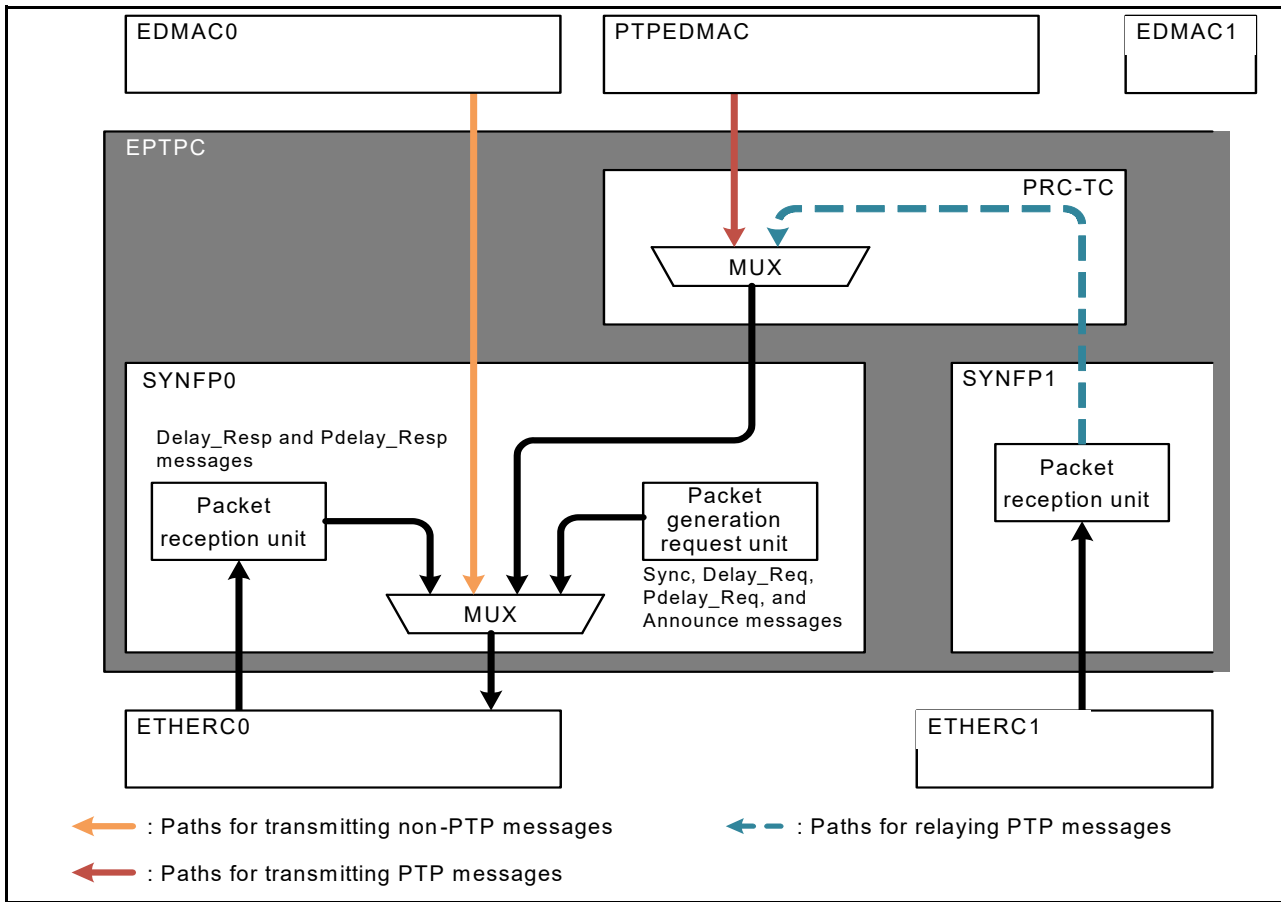 EDMAC0
PTPEDMAC
EDMAC1
EPTPC
PRC-TC
MUX
SYNFP0
SYNFP1
Delay_Resp and Pdelay_Resp
messages
Packet
reception unit
Packet
generation
request unit
Sync, Delay_Req,
Pdelay_Req, and
Announce messages
Packet
reception unit
MUX
ETHERC0
ETHERC1
: Paths for transmitting non-PTP messages
: Paths for relaying PTP messages
: Paths for transmitting PTP messages